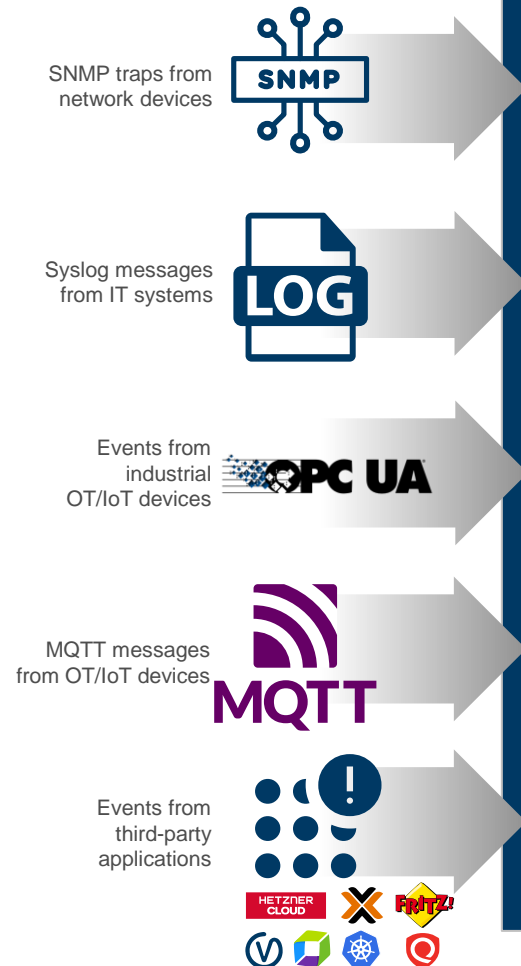 SNMP traps from
network devices
SNMP
Syslog messages
from IT systems
LOG
Events from
industrial
OT/IoT devices
OPC UA
MQTT messages
from OT/IoT devices
MQTT
Events from
third-party
applications
!
HETZNER
CLOUD
FRITZ!